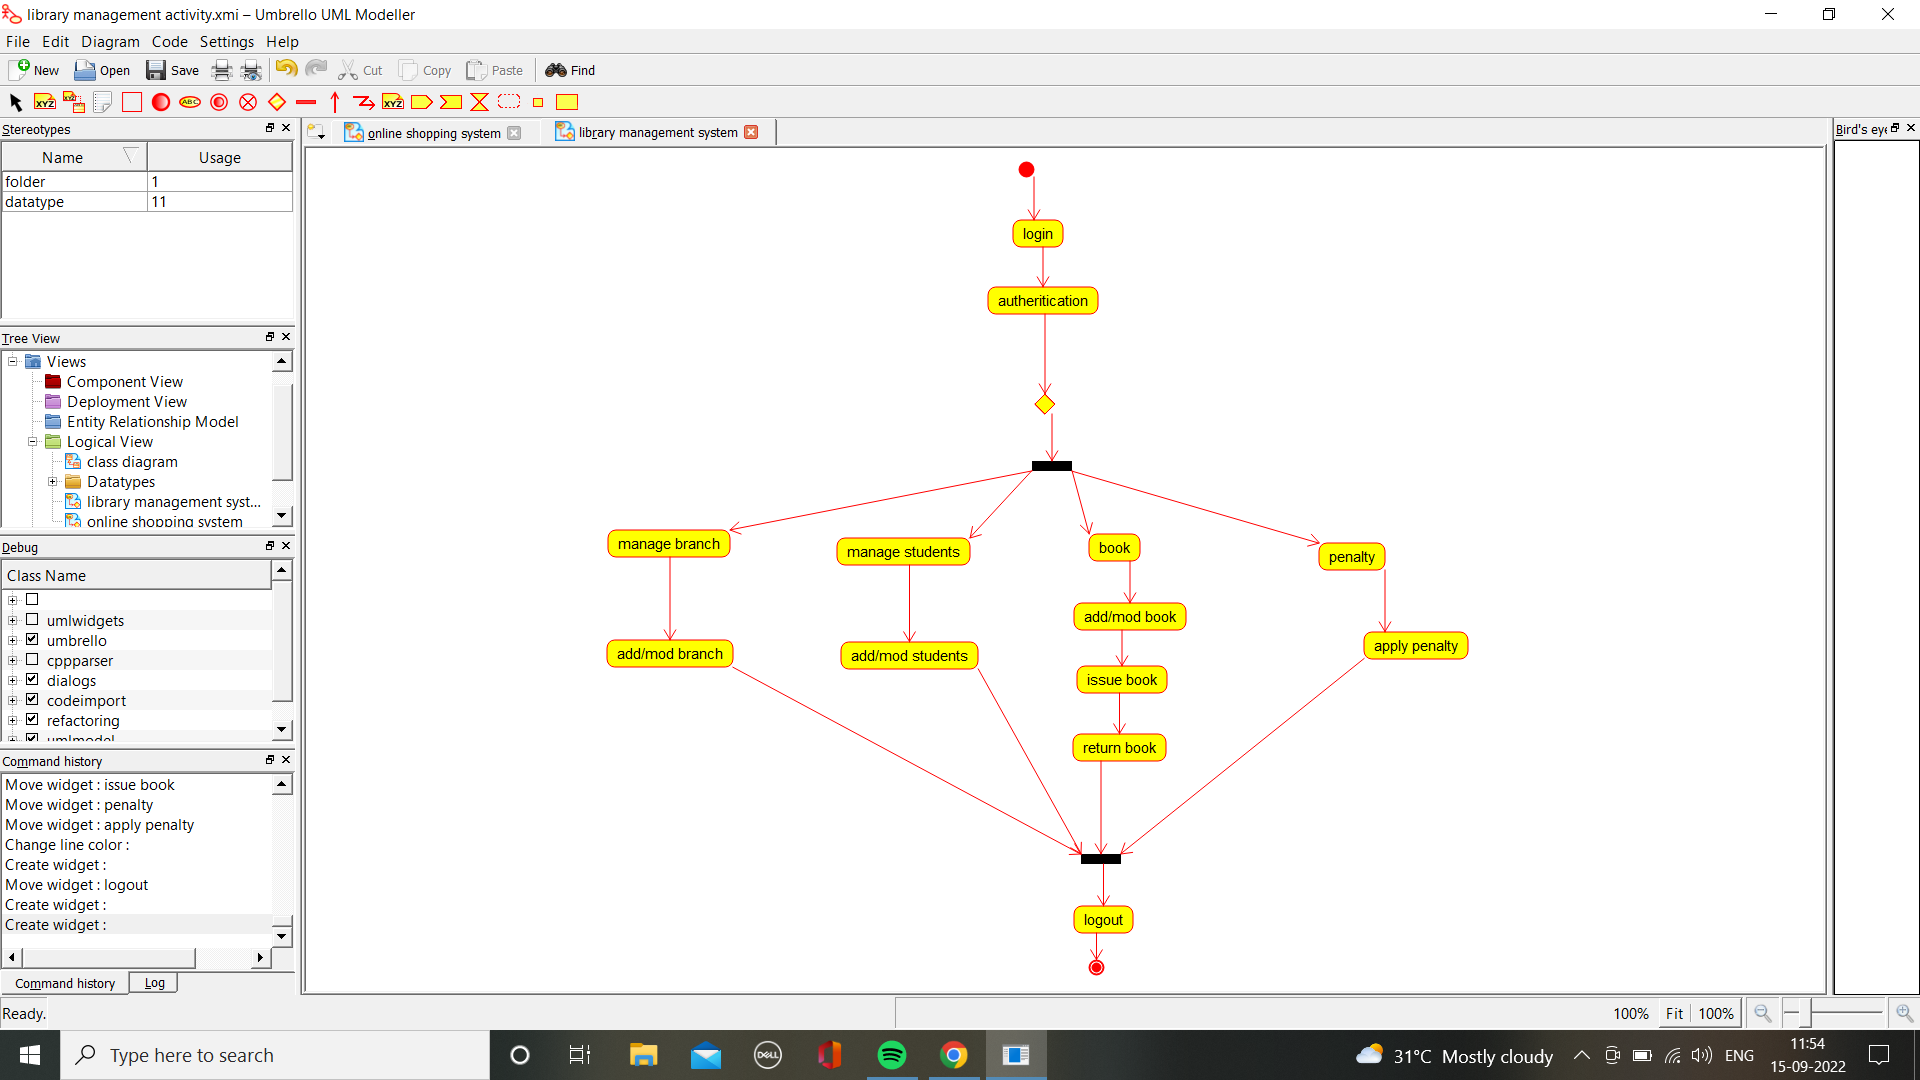 library management activity.xmi – Umbrello UML Modeller
File Edit Diagram Code Settings Help
New Open Save Cut Copy Paste Find
XYZ XYZ ABC XYZ
Stereotypes
Name Usage
folder 1
datatype 11
Tree View
Views
Component View
Deployment View
Entity Relationship Model
Logical View
class diagram
Datatypes
library management syst...
online shopping system
Debug
Class Name
umlwidgets
umbrello
cppparser
dialogs
codeimport
refactoring
umlmodel
Command history
Move widget : issue book
Move widget : penalty
Move widget : apply penalty
Change line color :
Create widget :
Move widget : logout
Create widget :
Create widget :
Command history Log
online shopping system library management system
login
autheritication
manage branch
manage students
book
penalty
add/mod branch
add/mod students
add/mod book
apply penalty
issue book
return book
logout
Bird's eye
Ready.
100% Fit 100%
Type here to search
DELL
31°C Mostly cloudy
ENG
11:54
15-09-2022